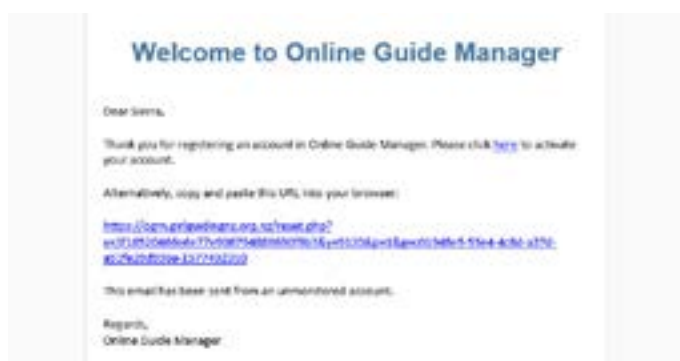 Welcome to Online Guide Manager
Dear Sierra,
Thank you for registering an account in Online Guide Manager. Please click here to activate
your account.
Alternatively, copy and paste this URL into your browser:
This email has been sent from an unmonitored account.
Regards,
Online Guide Manager